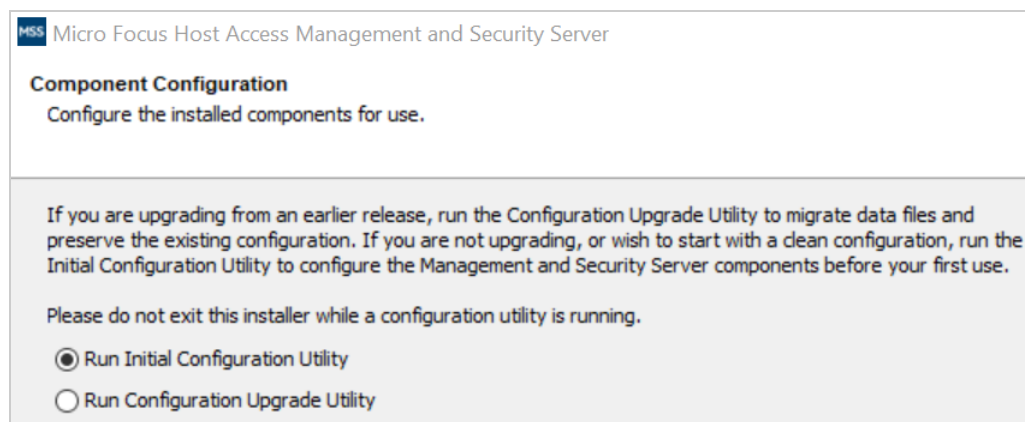 MSS Micro Focus Host Access Management and Security Server
Component Configuration
Configure the installed components for use.
If you are upgrading from an earlier release, run the Configuration Upgrade Utility to migrate data files and
preserve the existing configuration. If you are not upgrading, or wish to start with a clean configuration, run the
Initial Configuration Utility to configure the Management and Security Server components before your first use.
Please do not exit this installer while a configuration utility is running.
Run Initial Configuration Utility
Run Configuration Upgrade Utility